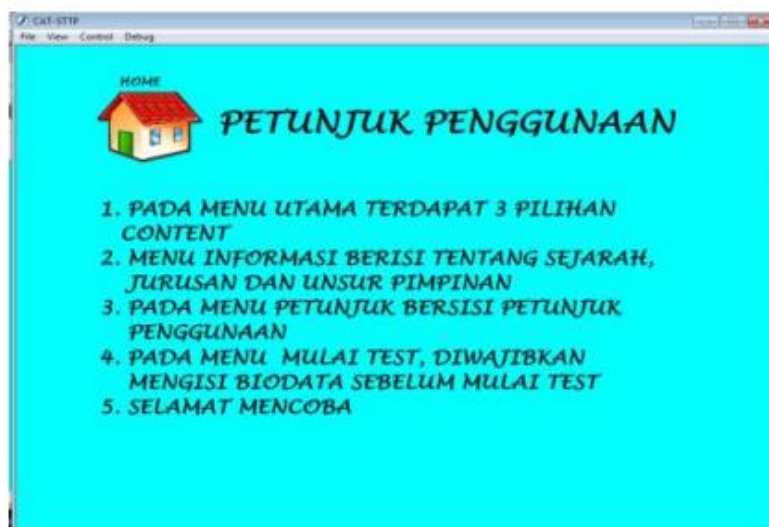 CAT-STTP
File View Control Debug
HOME
PETUNJUK PENGGUNAAN
1. PADA MENU UTAMA TERDAPAT 3 PILIHAN
CONTENT
2. MENU INFORMASI BERISI TENTANG SEJARAH,
JURUSAN DAN UNSUR PIMPINAN
3. PADA MENU PETUNJUK BERSISI PETUNJUK
PENGGUNAAN
4. PADA MENU MULAI TEST, DIWAJIBKAN
MENGISI BIODATA SEBELUM MULAI TEST
5. SELAMAT MENCOBA